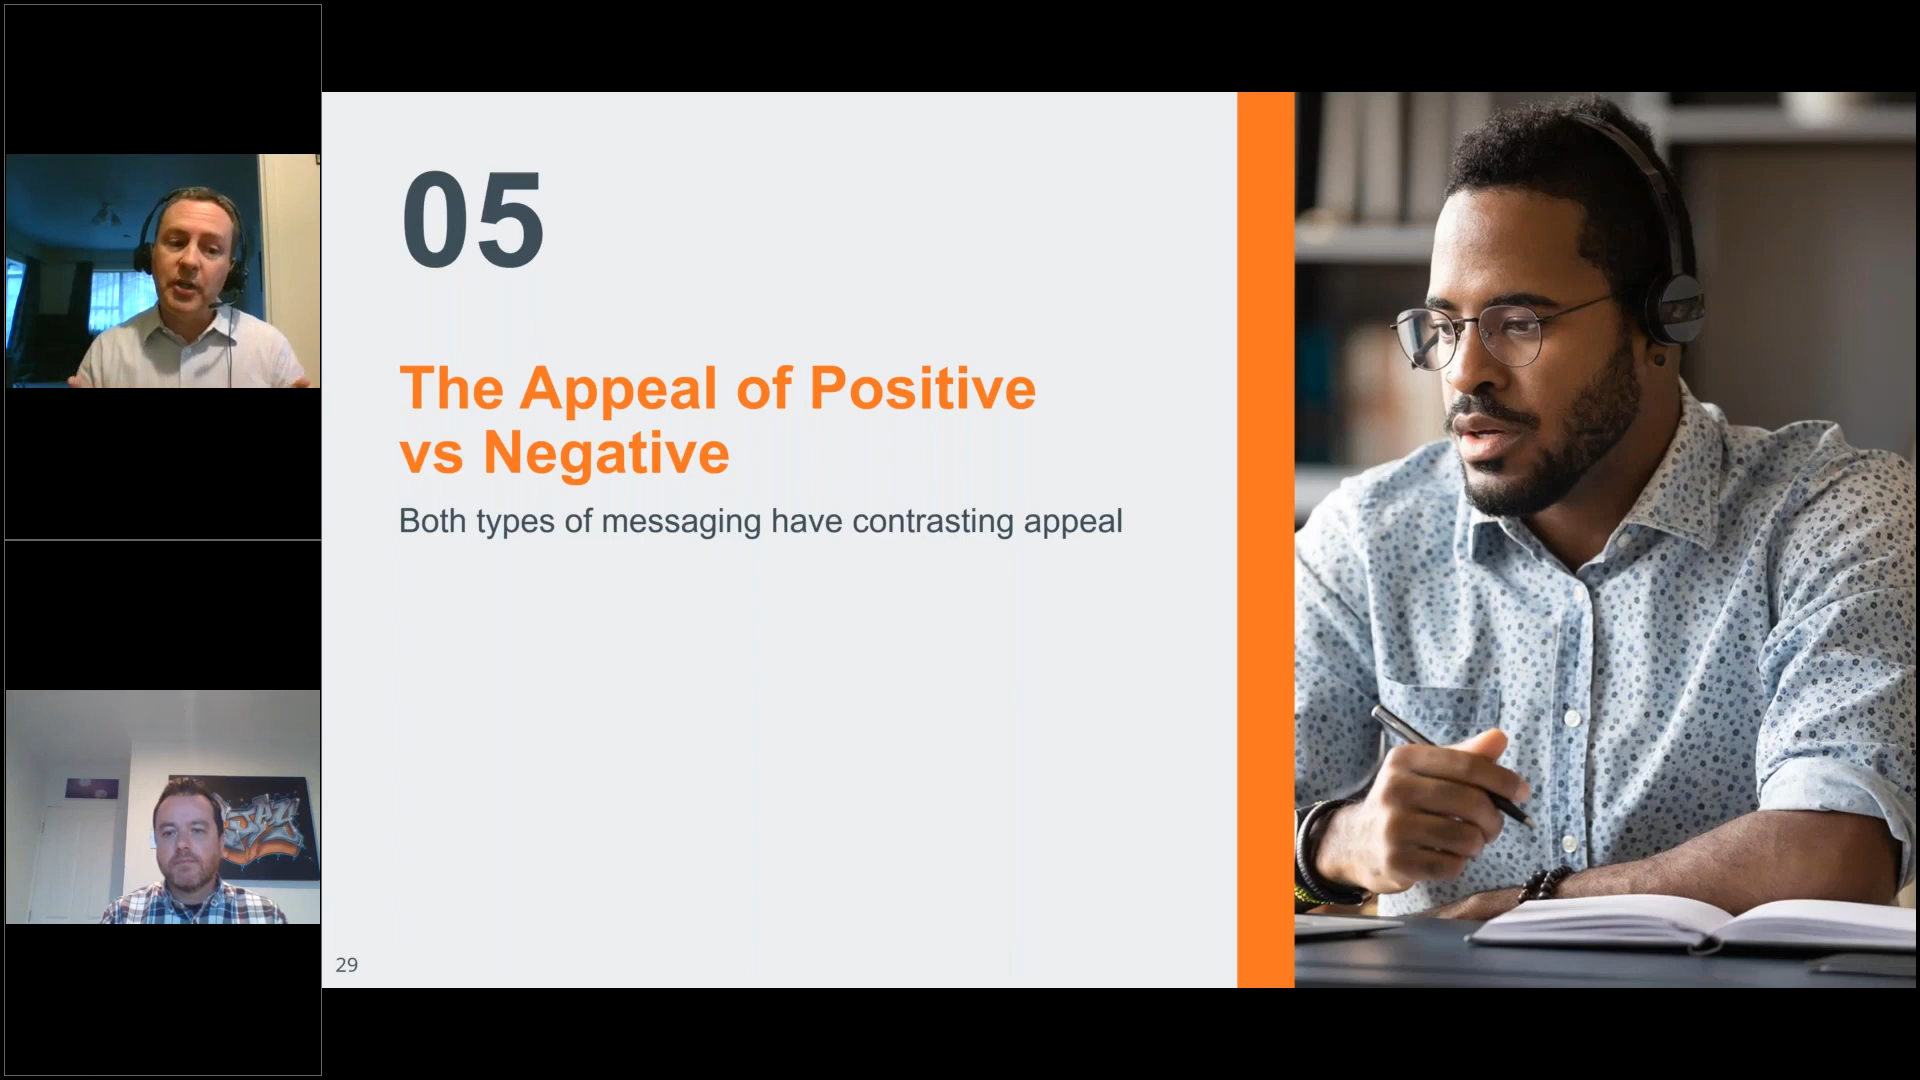 05
The Appeal of Positive
vs Negative
Both types of messaging have contrasting appeal
29